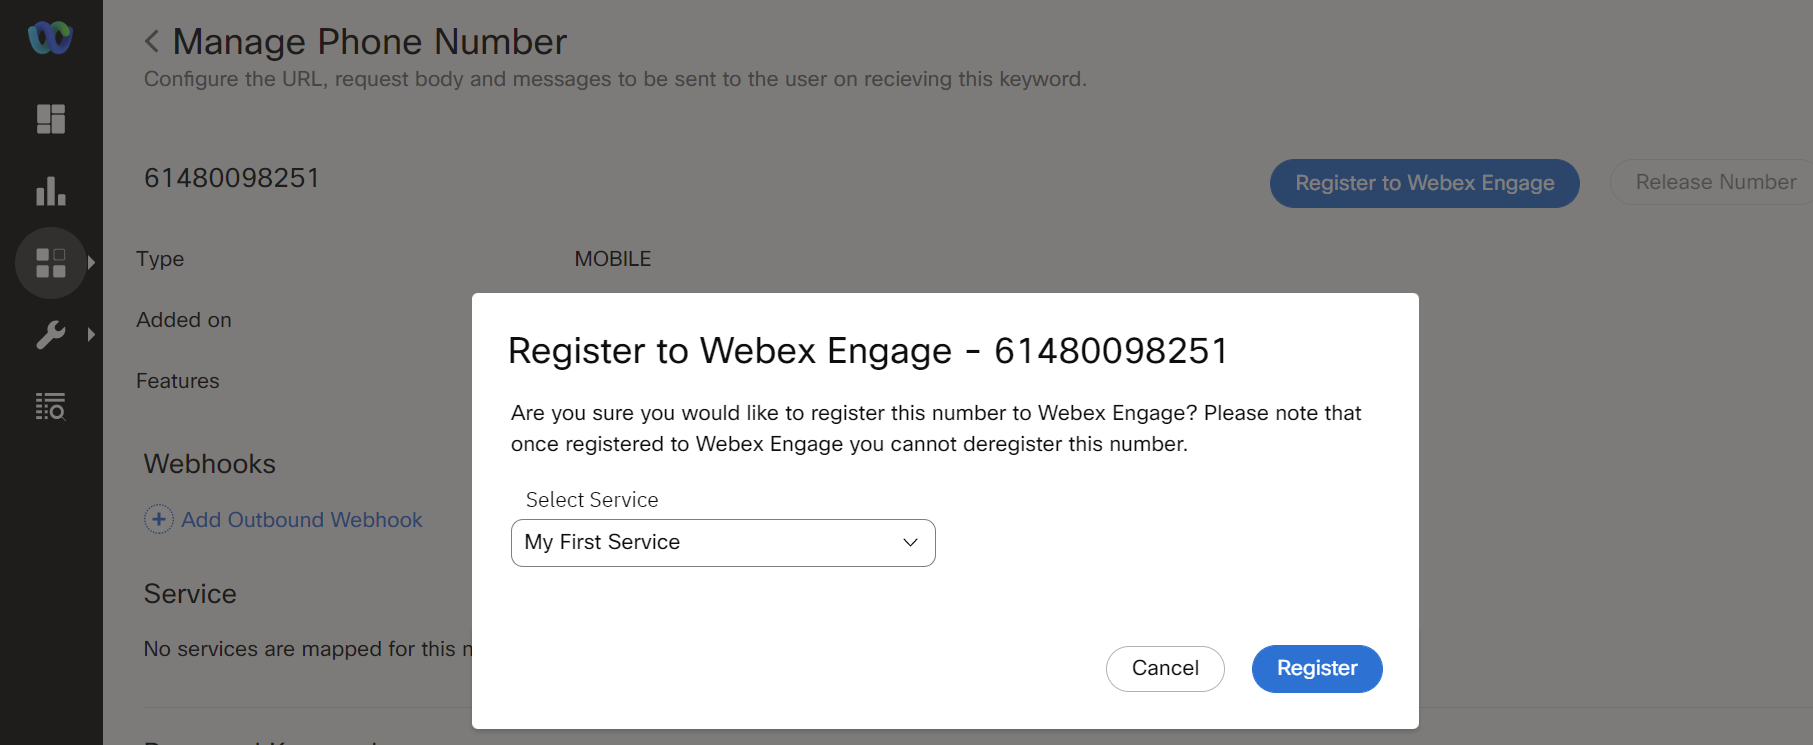 Manage Phone Number
Configure the URL, request body and messages to be sent to the user on recieving this keyword.
61480098251
Register to Webex Engage
Release Number
Type
MOBILE
Added on
Features
Webhooks
Add Outbound Webhook
Service
No services are mapped for this
Register to Webex Engage - 61480098251
Are you sure you would like to register this number to Webex Engage? Please note that
once registered to Webex Engage you cannot deregister this number.
Select Service
My First Service
Cancel
Register